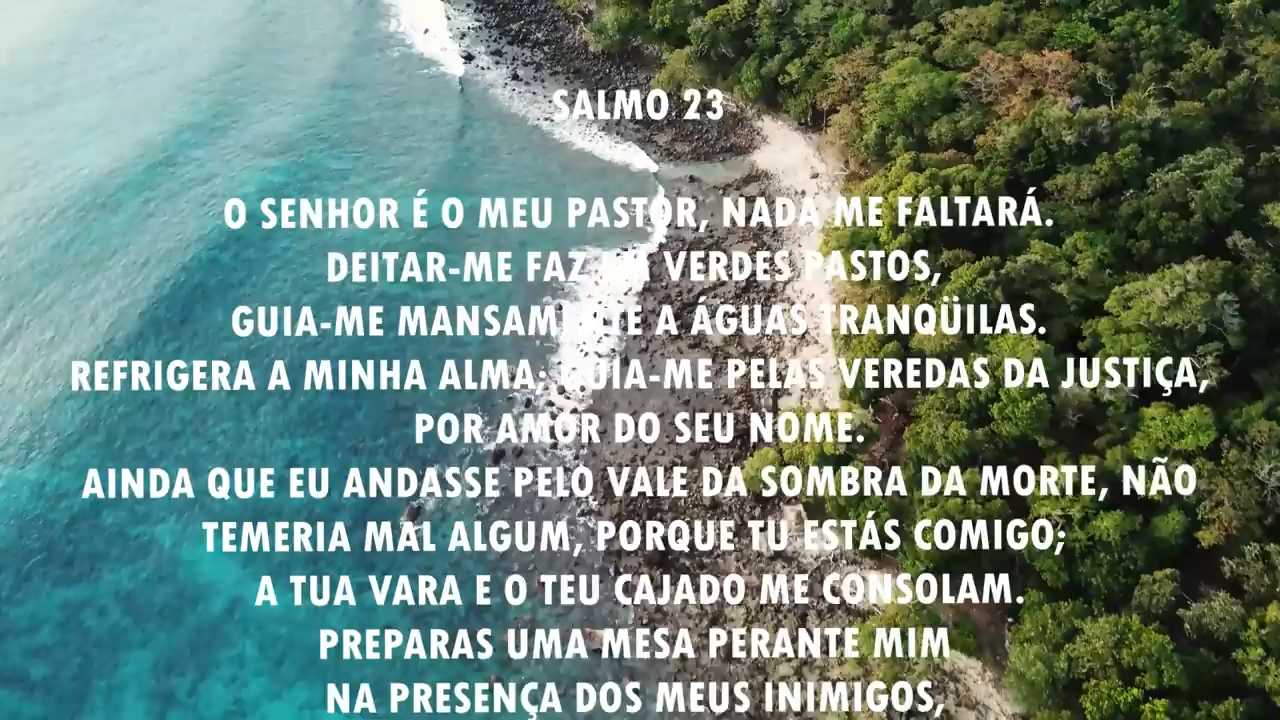 SALMO 23
O SENHOR É O MEU PASTOR, NADA ME FALTARÁ.
DEITAR-ME FAZ EM VERDES PASTOS,
GUIA-ME MANSAMENTE A ÁGUAS TRANQÜILAS.
REFRIGERA A MINHA ALMA; GUIA-ME PELAS VEREDAS DA JUSTIÇA,
POR AMOR DO SEU NOME.
AINDA QUE EU ANDASSE PELO VALE DA SOMBRA DA MORTE, NÃO
TEMERIA MAL ALGUM, PORQUE TU ESTÁS COMIGO;
A TUA VARA E O TEU CAJADO ME CONSOLAM.
PREPARAS UMA MESA PERANTE MIM
NA PRESENÇA DOS MEUS INIMIGOS,